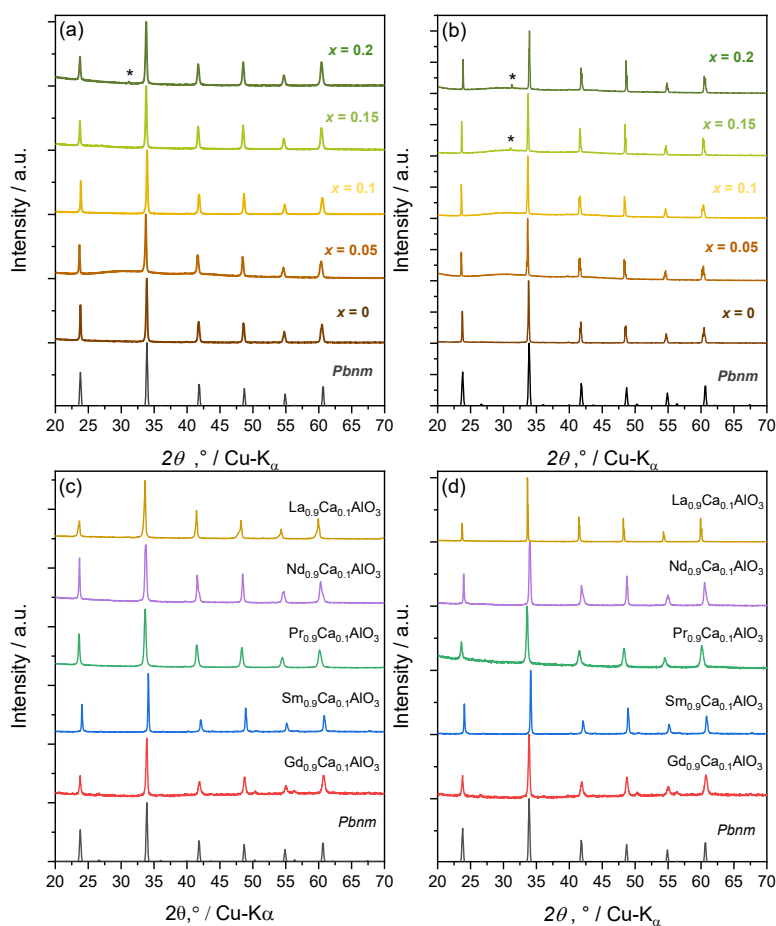 (a)
*
x = 0.2
x = 0.15
x = 0.1
x = 0.05
x = 0
Pbnm
Intensity / a.u.
20 25 30 35 40 45 50 55 60 65 70
2θ ,° / Cu-Kα
(b)
*
x = 0.2
*
x = 0.15
x = 0.1
x = 0.05
x = 0
Pbnm
Intensity / a.u.
20 25 30 35 40 45 50 55 60 65 70
2θ ,° / Cu-Kα
(c)
La0.9Ca0.1AlO3
Nd0.9Ca0.1AlO3
Pr0.9Ca0.1AlO3
Sm0.9Ca0.1AlO3
Gd0.9Ca0.1AlO3
Pbnm
Intensity / a.u.
20 25 30 35 40 45 50 55 60 65 70
2θ,° / Cu-Kα
(d)
La0.9Ca0.1AlO3
Nd0.9Ca0.1AlO3
Pr0.9Ca0.1AlO3
Sm0.9Ca0.1AlO3
Gd0.9Ca0.1AlO3
Pbnm
Intensity / a.u.
20 25 30 35 40 45 50 55 60 65 70
2θ , ° / Cu-Kα